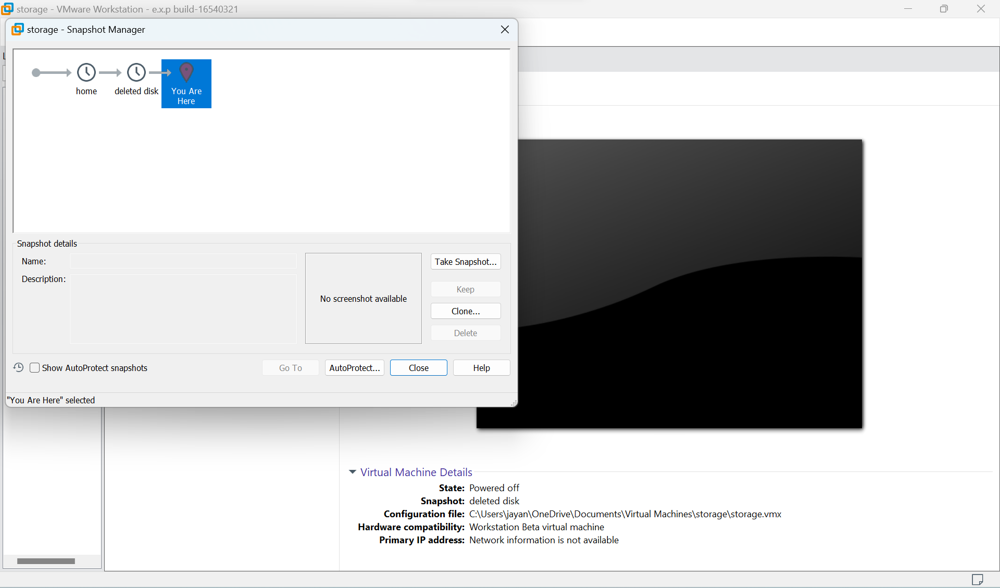 storage - VMware Workstation - e.x.p build-16540321
storage - Snapshot Manager
home
deleted disk
You Are
Here
Snapshot details
Name:
Take Snapshot...
Description:
No screenshot available
Keep
Clone...
Delete
Show AutoProtect snapshots
Go To
AutoProtect...
Close
Help
"You Are Here" selected
Virtual Machine Details
State: Powered off
Snapshot: deleted disk
Configuration file: C:\Users\jayan\OneDrive\Documents\Virtual Machines\storage\storage.vmx
Hardware compatibility: Workstation Beta virtual machine
Primary IP address: Network information is not available